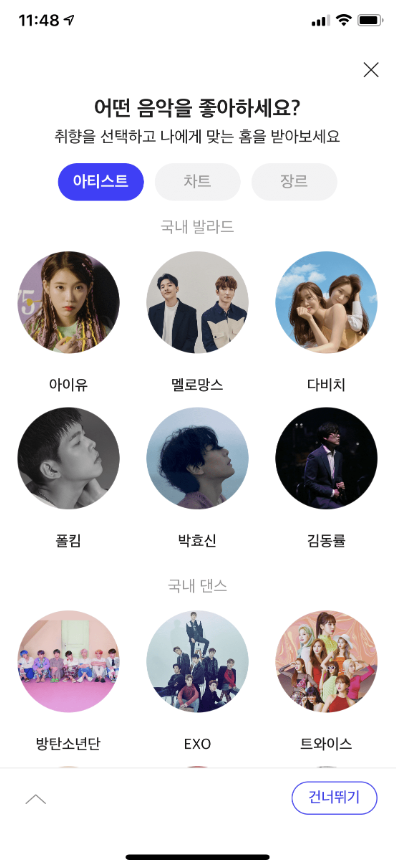 11:48
어떤 음악을 좋아하세요?
취향을 선택하고 나에게 맞는 홈을 받아보세요
아티스트 차트 장르
국내 발라드
아이유 멜로망스 다비치
폴킴 박효신 김동률
국내 댄스
방탄소년단 EXO 트와이스
건너뛰기